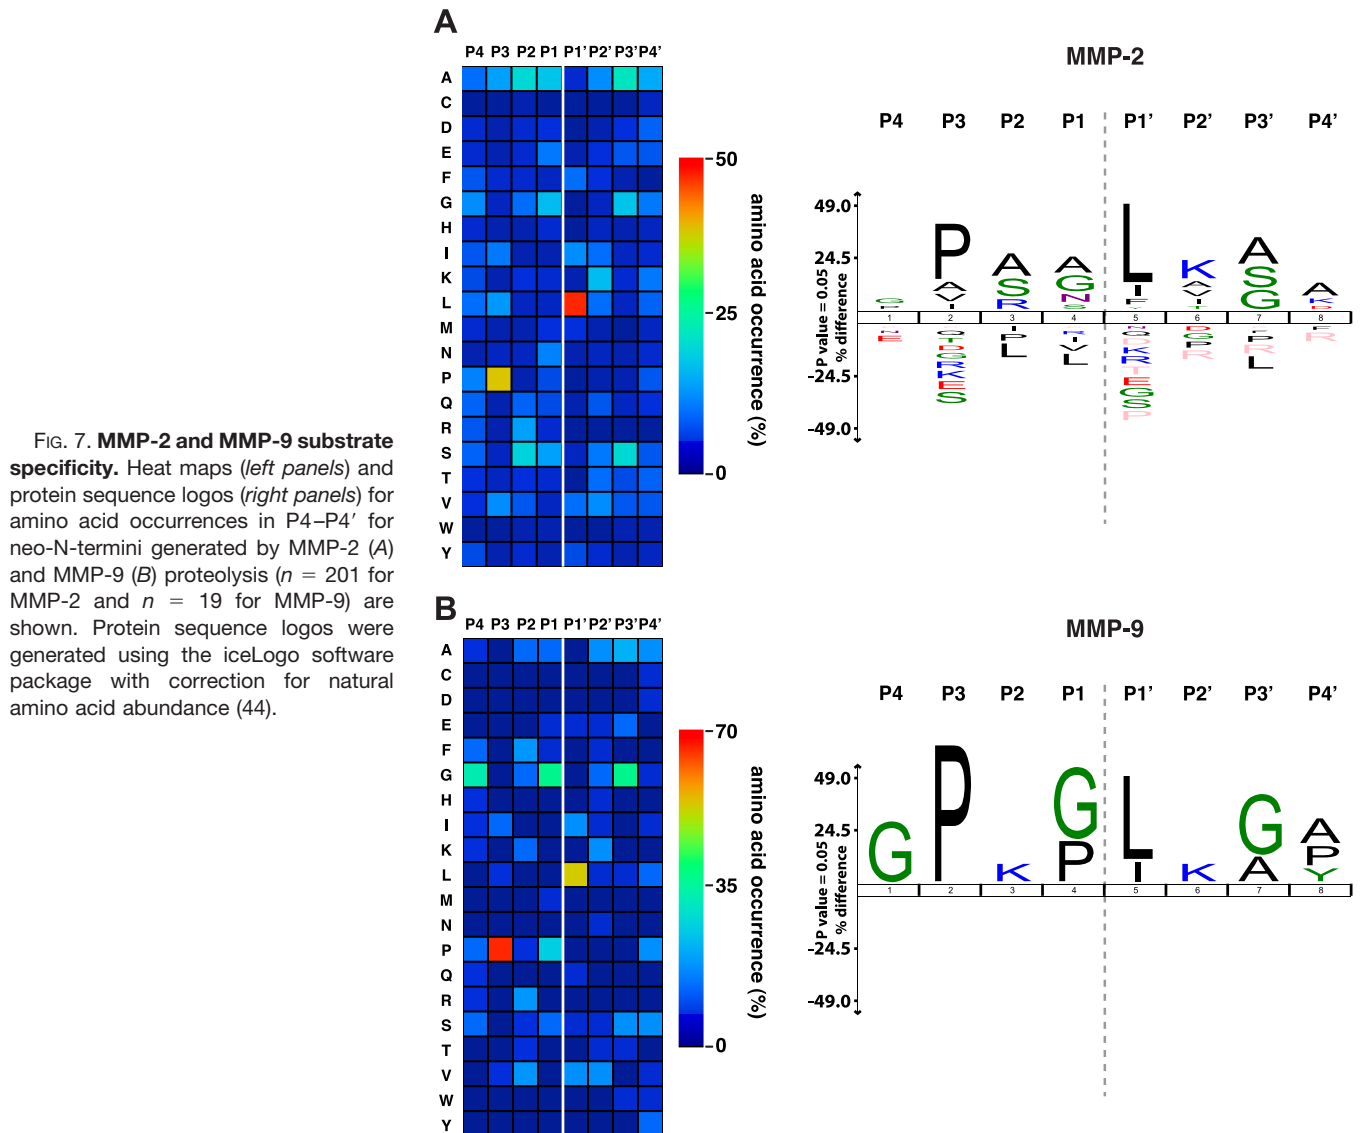 A
P4 P3 P2 P1 P1' P2' P3' P4'
A
C
D
E
F
G
H
I
K
L
M
N
P
Q
R
S
T
V
W
Y
50
25
0
amino acid occurrence (%)
MMP-2
P4 P3 P2 P1 P1' P2' P3' P4'
49.0
24.5
-24.5
-49.0
P value = 0.05
% difference
1 2 3 4 5 6 7 8
FIG. 7. MMP-2 and MMP-9 substrate
specificity. Heat maps (left panels) and
protein sequence logos (right panels) for
amino acid occurrences in P4–P4′ for
neo-N-termini generated by MMP-2 (A)
and MMP-9 (B) proteolysis (n = 201 for
MMP-2 and n = 19 for MMP-9) are
shown. Protein sequence logos were
generated using the iceLogo software
package with correction for natural
amino acid abundance (44).
B
P4 P3 P2 P1 P1' P2' P3' P4'
A
C
D
E
F
G
H
I
K
L
M
N
P
Q
R
S
T
V
W
Y
70
35
0
amino acid occurrence (%)
MMP-9
P4 P3 P2 P1 P1' P2' P3' P4'
49.0
24.5
-24.5
-49.0
P value = 0.05
% difference
G P K G L K G A
P I A P
Y
1 2 3 4 5 6 7 8